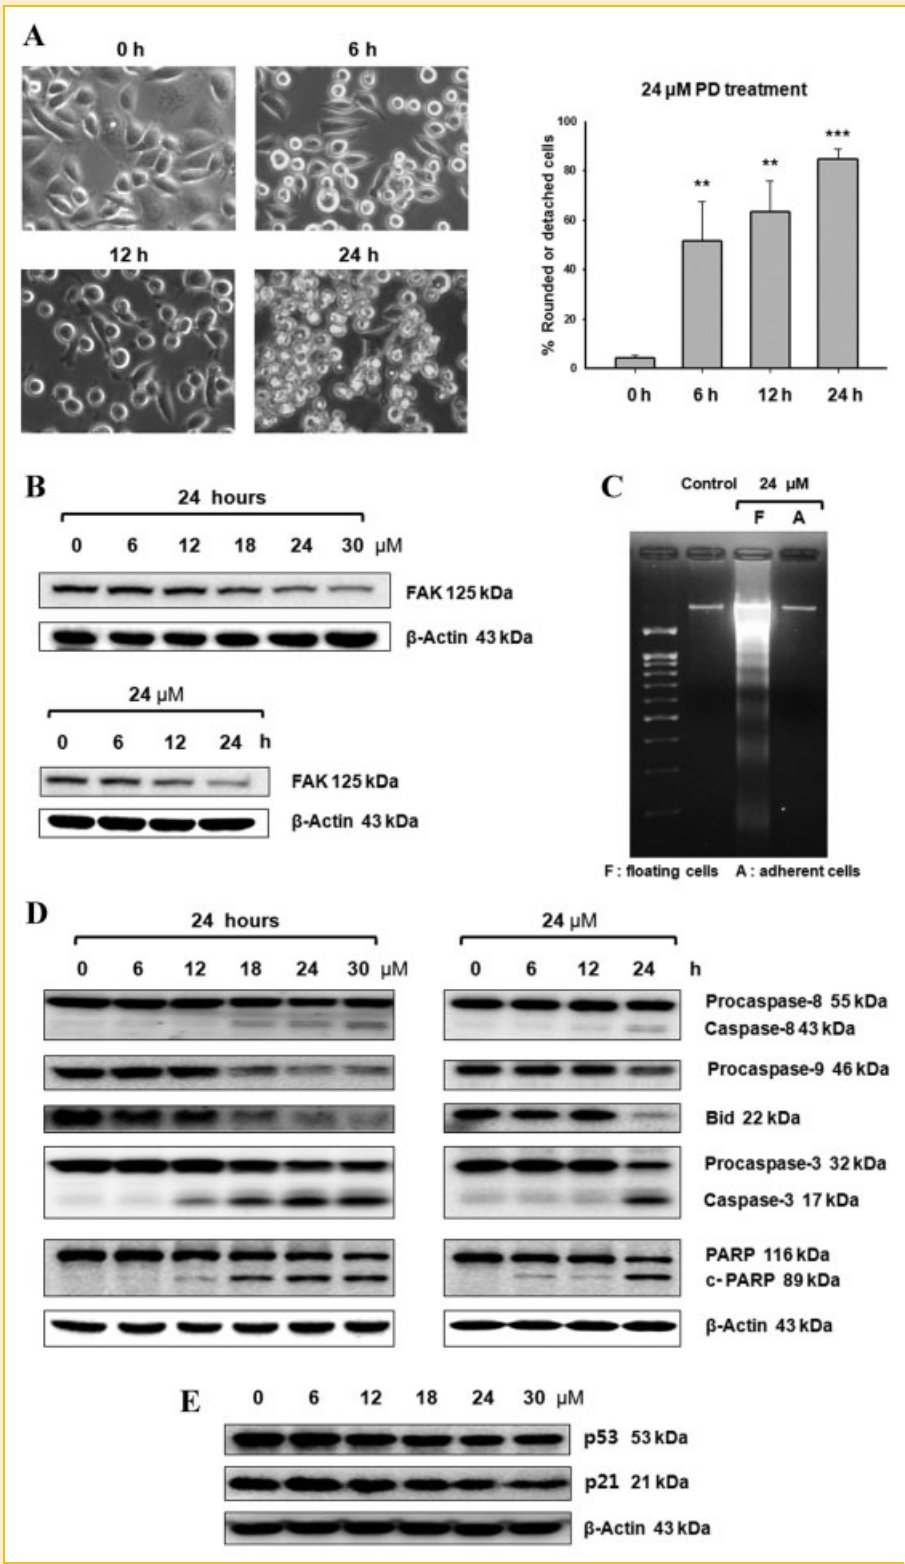 A
0 h
6 h
12 h
24 h
24 µM PD treatment
% Rounded or detached cells
100
80
60
40
20
0
**
**
***
0 h
6 h
12 h
24 h
B
24 hours
0 6 12 18 24 30 µM
FAK 125 kDa
β-Actin 43 kDa
24 µM
0 6 12 24 h
FAK 125 kDa
β-Actin 43 kDa
C
Control 24 µM
F A
F : floating cells A : adherent cells
D
24 hours
0 6 12 18 24 30 µM
24 µM
0 6 12 24 h
Procaspase-8 55 kDa
Caspase-8 43 kDa
Procaspase-9 46 kDa
Bid 22 kDa
Procaspase-3 32 kDa
Caspase-3 17 kDa
PARP 116 kDa
c-PARP 89 kDa
β-Actin 43 kDa
E
0 6 12 18 24 30 µM
p53 53 kDa
p21 21 kDa
β-Actin 43 kDa